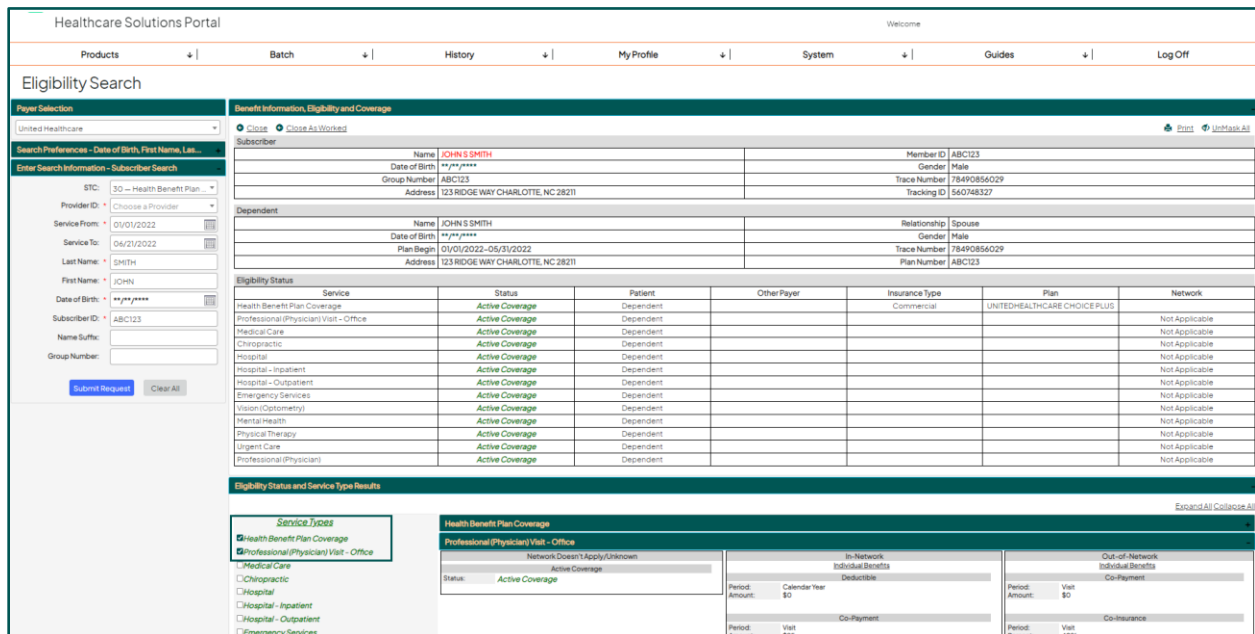 Healthcare Solutions Portal
Welcome
Products Batch History My Profile System Guides Log Off
Eligibility Search
Payer Selection
United Healthcare
Search Preferences - Date of Birth, First Name, Las...
Enter Search Information - Subscriber Search
STC: 30 — Health Benefit Plan ...
Provider ID: * Choose a Provider
Service From: * 01/01/2022
Service To: 06/21/2022
Last Name: * SMITH
First Name: * JOHN
Date of Birth: * **/**/****
Subscriber ID: * ABC123
Name Suffix:
Group Number:
Submit Request Clear All
Benefit Information, Eligibility and Coverage
Close Close As Worked Print UnMask All
Subscriber
Name JOHN S SMITH Member ID ABC123
Date of Birth **/**/**** Gender Male
Group Number ABC123 Trace Number 78490856029
Address 123 RIDGE WAY CHARLOTTE, NC 28211 Tracking ID 560748327
Dependent
Name JOHN S SMITH Relationship Spouse
Date of Birth **/**/**** Gender Male
Plan Begin 01/01/2022-05/31/2022 Trace Number 78490856029
Address 123 RIDGE WAY CHARLOTTE, NC 28211 Plan Number ABC123
Eligibility Status
Service Status Patient Other Payer Insurance Type Plan Network
Health Benefit Plan Coverage Active Coverage Dependent Commercial UNITEDHEALTHCARE CHOICE PLUS
Professional (Physician) Visit - Office Active Coverage Dependent Not Applicable
Medical Care Active Coverage Dependent Not Applicable
Chiropractic Active Coverage Dependent Not Applicable
Hospital Active Coverage Dependent Not Applicable
Hospital - Inpatient Active Coverage Dependent Not Applicable
Hospital - Outpatient Active Coverage Dependent Not Applicable
Emergency Services Active Coverage Dependent Not Applicable
Vision (Optometry) Active Coverage Dependent Not Applicable
Mental Health Active Coverage Dependent Not Applicable
Physical Therapy Active Coverage Dependent Not Applicable
Urgent Care Active Coverage Dependent Not Applicable
Professional (Physician) Active Coverage Dependent Not Applicable
Eligibility Status and Service Type Results
Expand All Collapse All
Service Types
Health Benefit Plan Coverage
Professional (Physician) Visit - Office
Medical Care
Chiropractic
Hospital
Hospital - Inpatient
Hospital - Outpatient
Emergency Services
Health Benefit Plan Coverage
Professional (Physician) Visit - Office
Network Doesn't Apply/Unknown
Active Coverage
Status: Active Coverage
In-Network
Individual Benefits
Deductible
Period: Calendar Year
Amount: $0
Co-Payment
Period: Visit
Out-of-Network
Individual Benefits
Co-Payment
Period: Visit
Amount: $0
Co-Insurance
Period: Visit